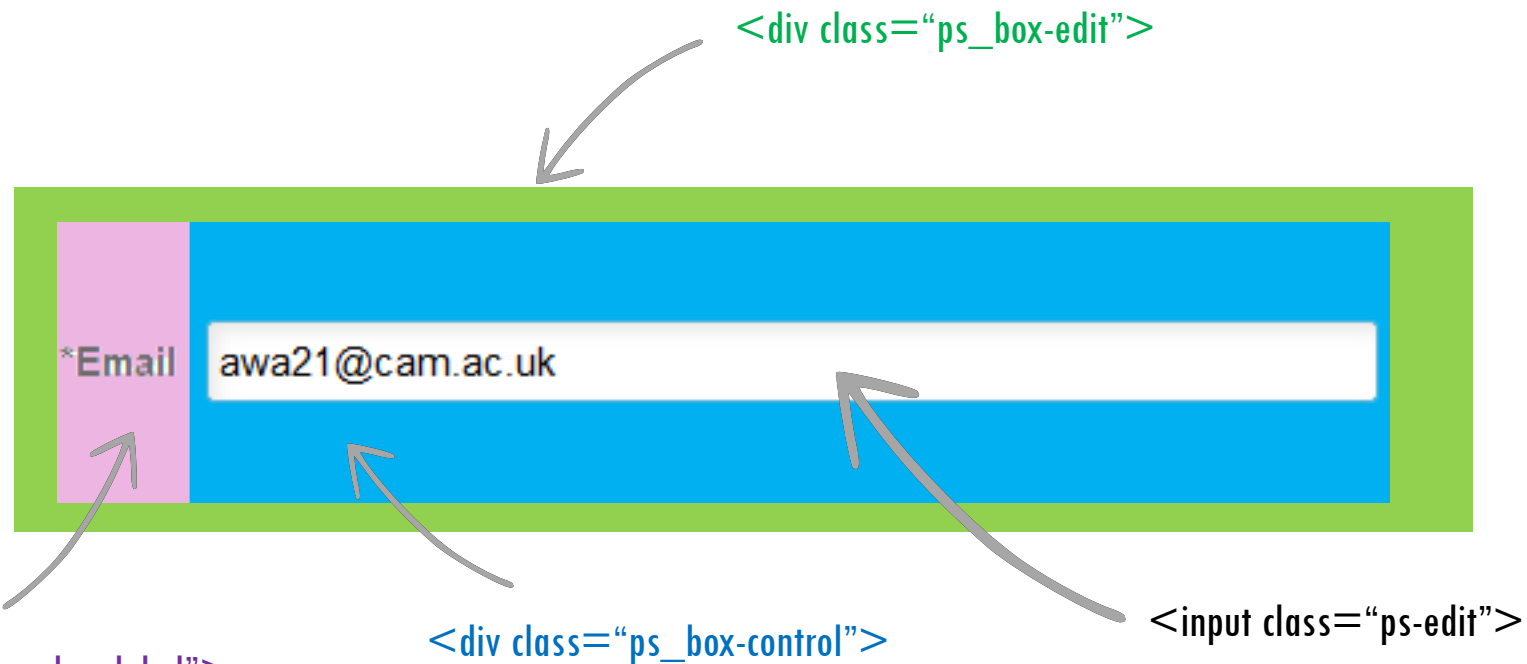 <div class=“ps_box-edit”>
*Email
awa21@cam.ac.uk
<input class=“ps-edit”>
<div class=“ps_box-control”>